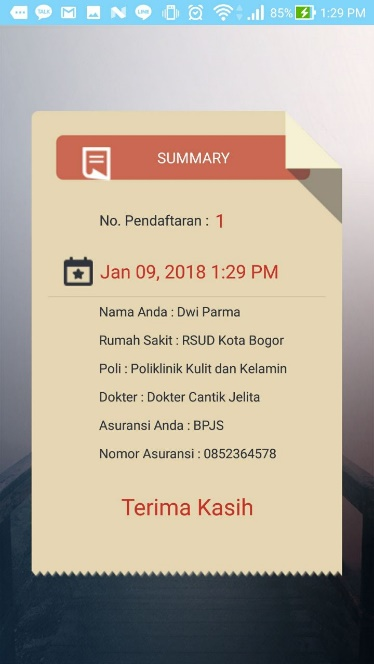 85% 1:29 PM
SUMMARY
No. Pendaftaran : 1
Jan 09, 2018 1:29 PM
Nama Anda : Dwi Parma
Rumah Sakit : RSUD Kota Bogor
Poli : Poliklinik Kulit dan Kelamin
Dokter : Dokter Cantik Jelita
Asuransi Anda : BPJS
Nomor Asuransi : 0852364578
Terima Kasih